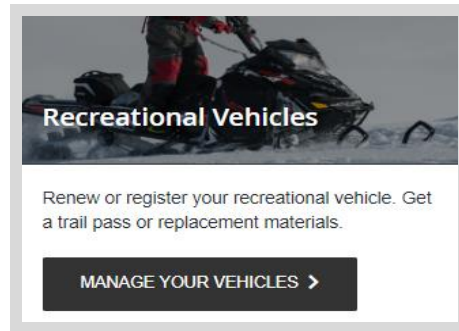 Recreational Vehicles
Renew or register your recreational vehicle. Get
a trail pass or replacement materials.
MANAGE YOUR VEHICLES >